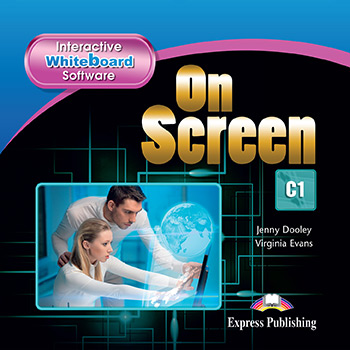 Interactive
Whiteboard
Software
On
Screen
C1
Jenny Dooley
Virginia Evans
Express Publishing